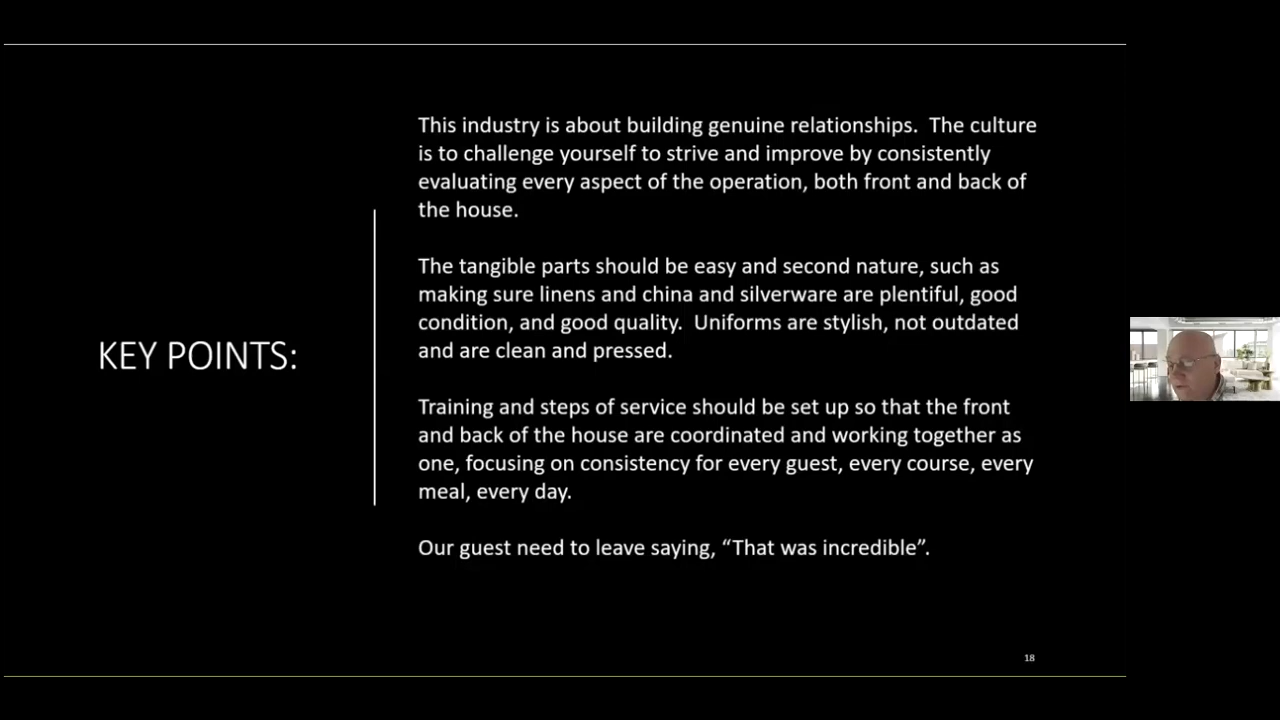 KEY POINTS:
This industry is about building genuine relationships.  The culture
is to challenge yourself to strive and improve by consistently
evaluating every aspect of the operation, both front and back of
the house.
The tangible parts should be easy and second nature, such as
making sure linens and china and silverware are plentiful, good
condition, and good quality.  Uniforms are stylish, not outdated
and are clean and pressed.
Training and steps of service should be set up so that the front
and back of the house are coordinated and working together as
one, focusing on consistency for every guest, every course, every
meal, every day.
Our guest need to leave saying, “That was incredible”.
18